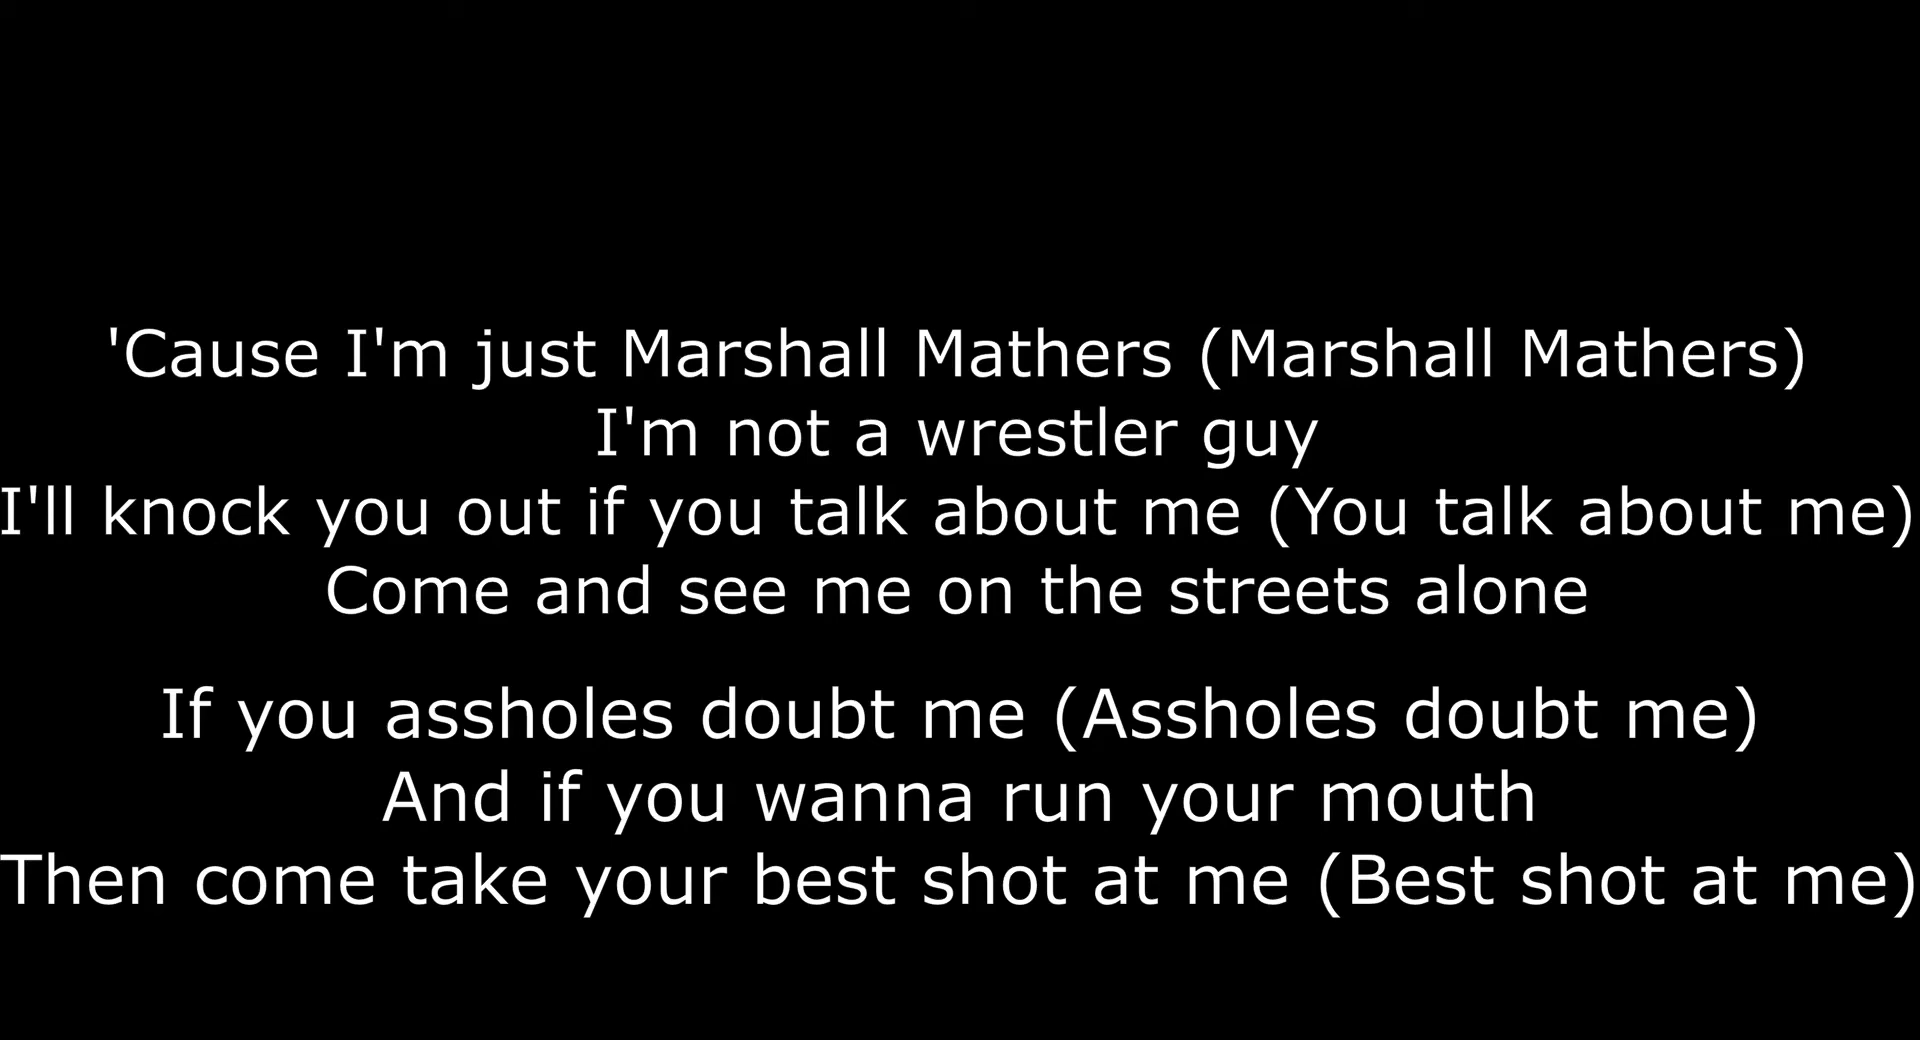 'Cause I'm just Marshall Mathers (Marshall Mathers)
I'm not a wrestler guy
I'll knock you out if you talk about me (You talk about me)
Come and see me on the streets alone
If you assholes doubt me (Assholes doubt me)
And if you wanna run your mouth
Then come take your best shot at me (Best shot at me)